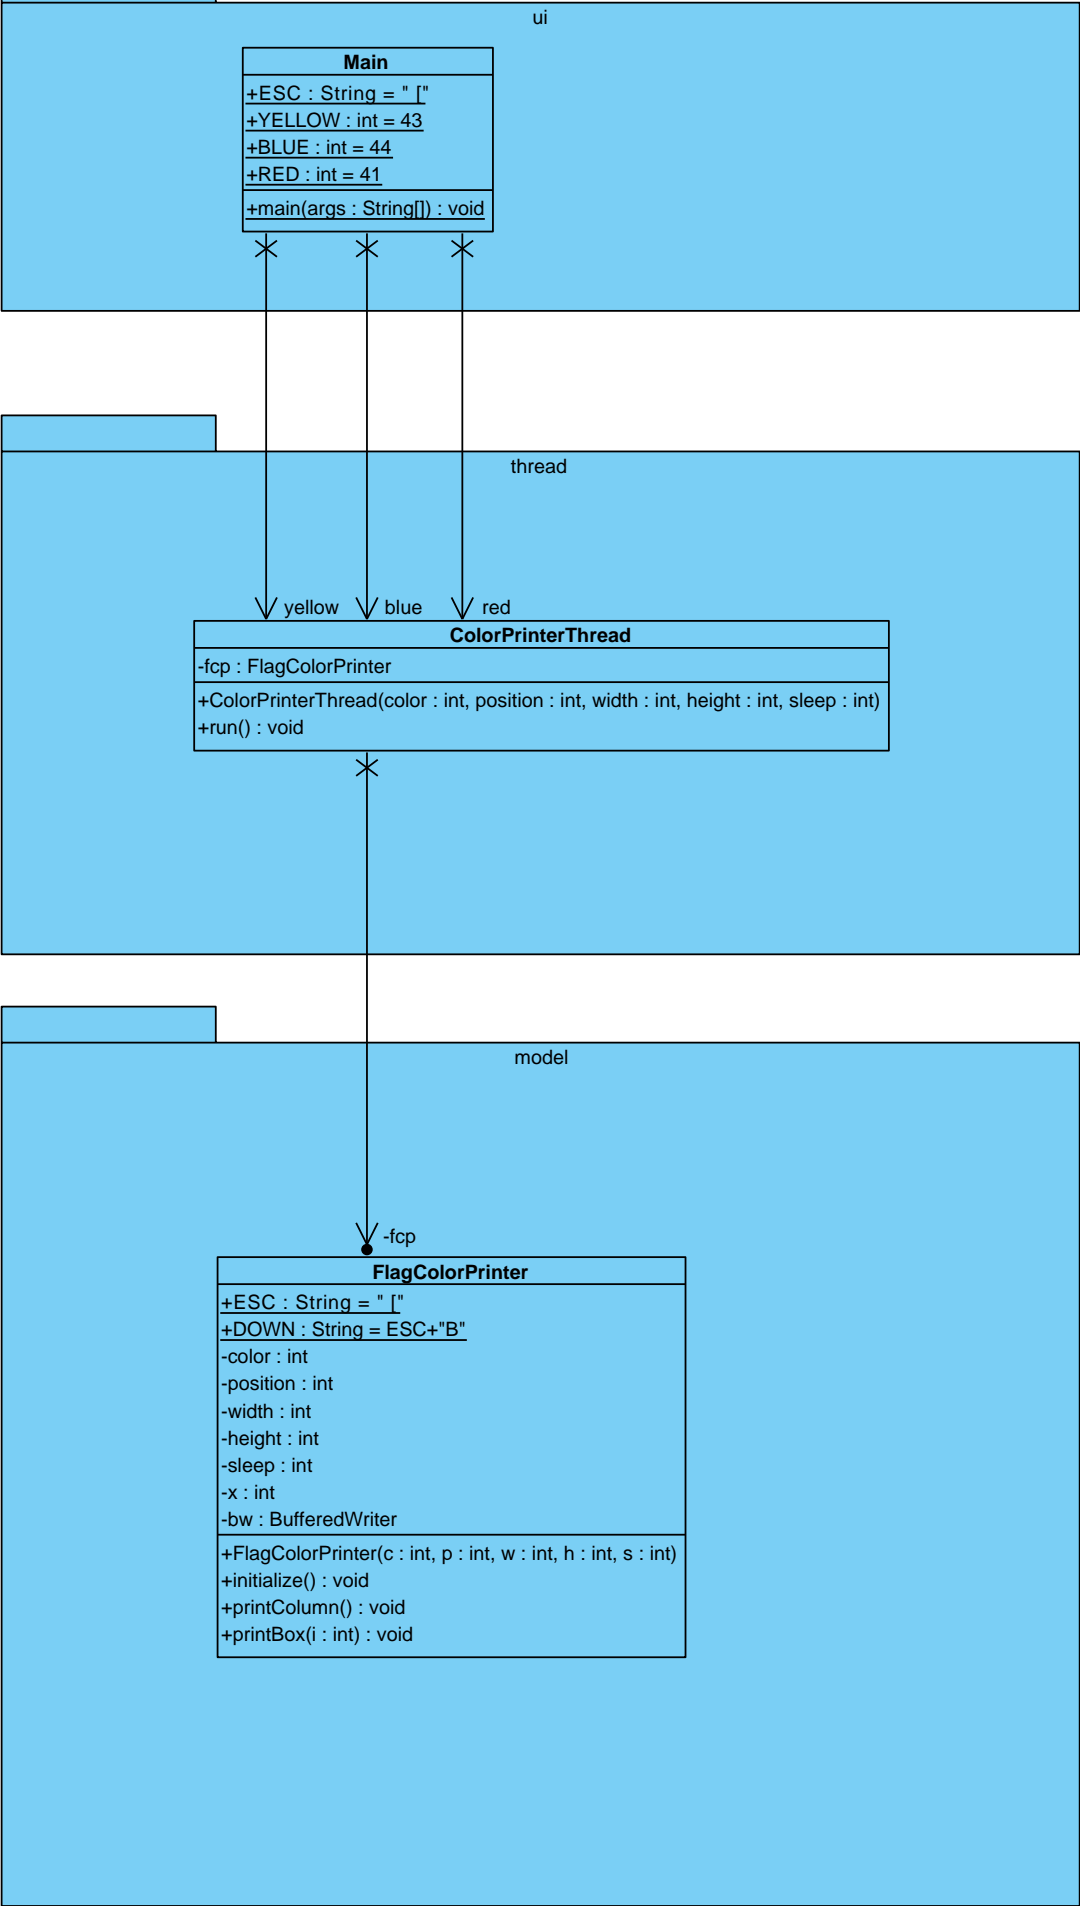 ui
Main
+ESC : String = " ["
+YELLOW : int = 43
+BLUE : int = 44
+RED : int = 41
+main(args : String[]) : void
thread
yellow
blue
red
ColorPrinterThread
-fcp : FlagColorPrinter
+ColorPrinterThread(color : int, position : int, width : int, height : int, sleep : int)
+run() : void
model
-fcp
FlagColorPrinter
+ESC : String = " ["
+DOWN : String = ESC+"B"
-color : int
-position : int
-width : int
-height : int
-sleep : int
-x : int
-bw : BufferedWriter
+FlagColorPrinter(c : int, p : int, w : int, h : int, s : int)
+initialize() : void
+printColumn() : void
+printBox(i : int) : void